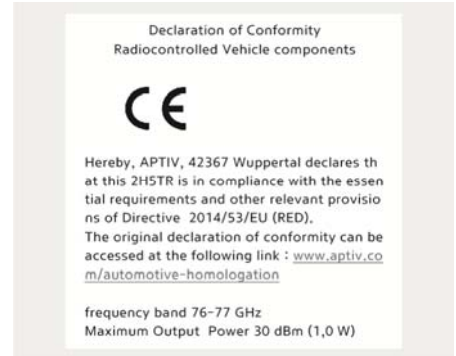 Declaration of Conformity
Radiocontrolled Vehicle components
CE
Hereby, APTIV, 42367 Wuppertal declares th
at this 2H5TR is in compliance with the essen
tial requirements and other relevant provisio
ns of Directive 2014/53/EU (RED).
The original declaration of conformity can be
accessed at the following link : www.aptiv.co
m/automotive-homologation
frequency band 76-77 GHz
Maximum Output Power 30 dBm (1,0 W)